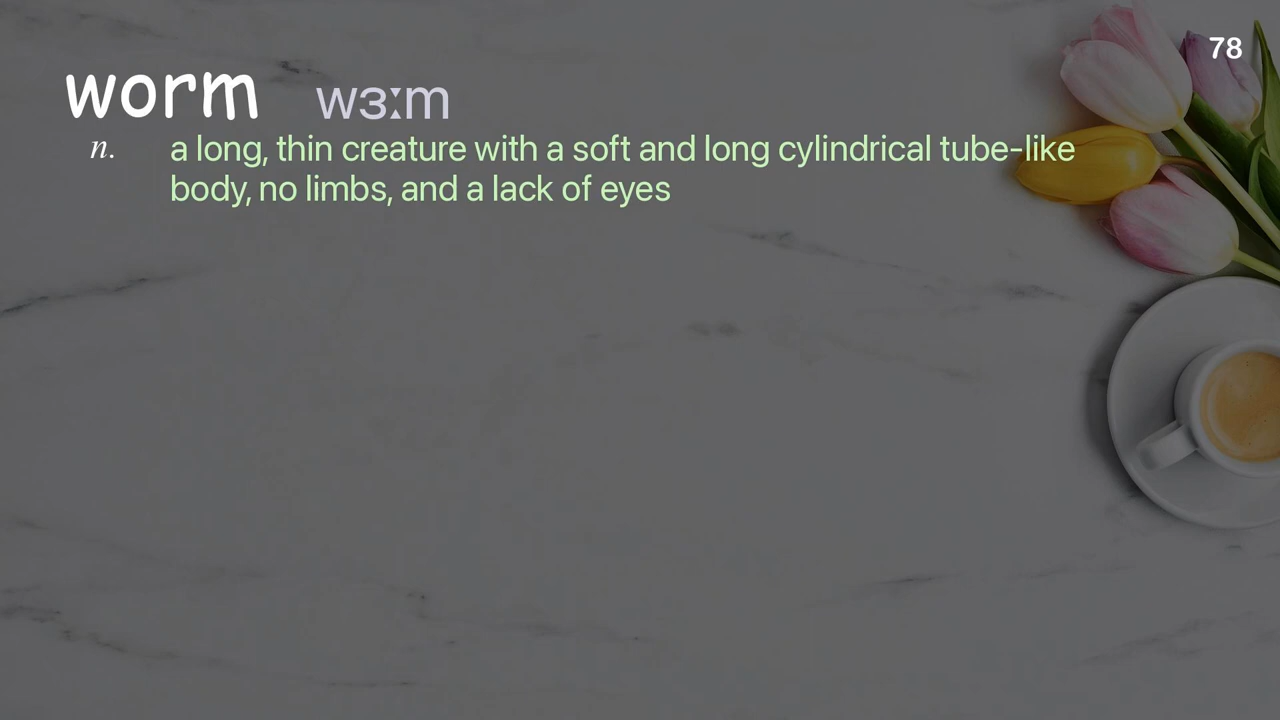 78
worm wɜːm
n. a long, thin creature with a soft and long cylindrical tube-like
body, no limbs, and a lack of eyes